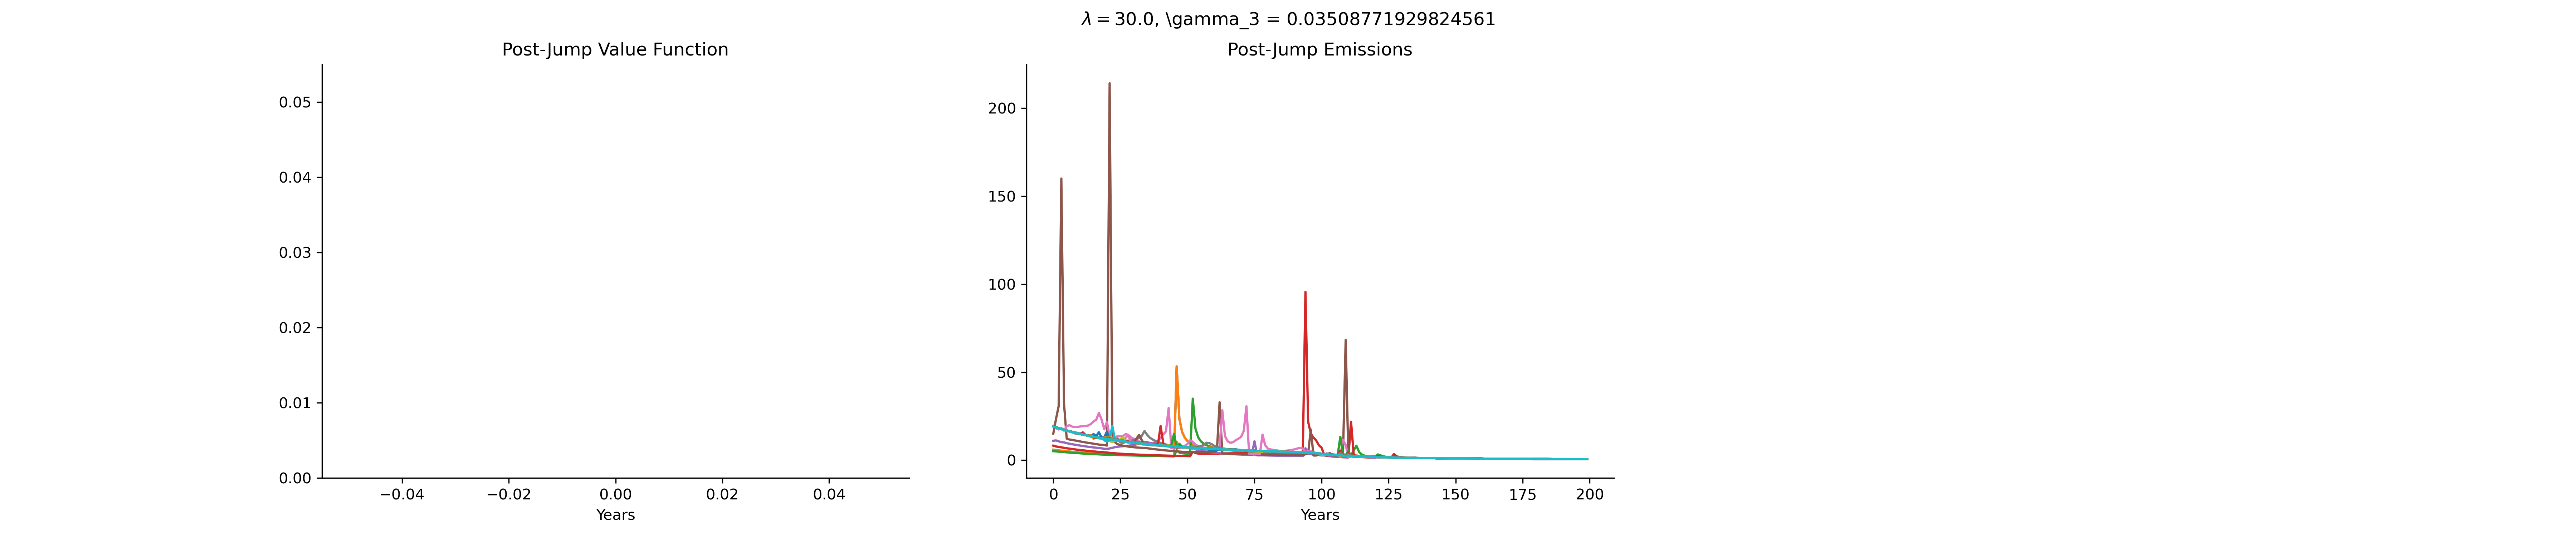 λ = 30.0, \gamma_3 = 0.03508771929824561
Post-Jump Value Function
0.05
0.04
0.03
0.02
0.01
0.00
−0.04 −0.02 0.00 0.02 0.04
Years
Post-Jump Emissions
200
150
100
50
0
0 25 50 75 100 125 150 175 200
Years